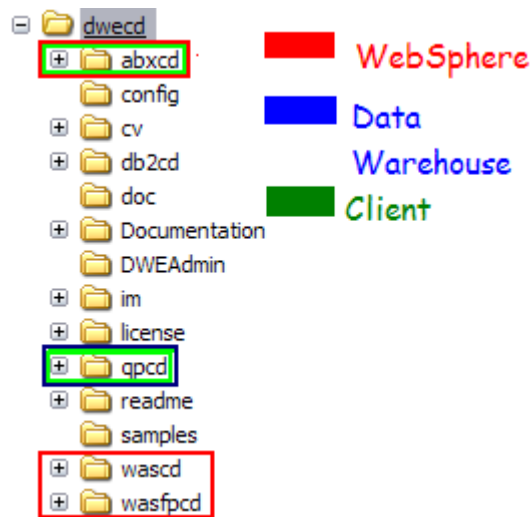 dwecd
abxcd
config
cv
db2cd
doc
Documentation
DWEAdmin
im
license
qpcd
readme
samples
wascd
wasfpcd
WebSphere
Data
Warehouse
Client